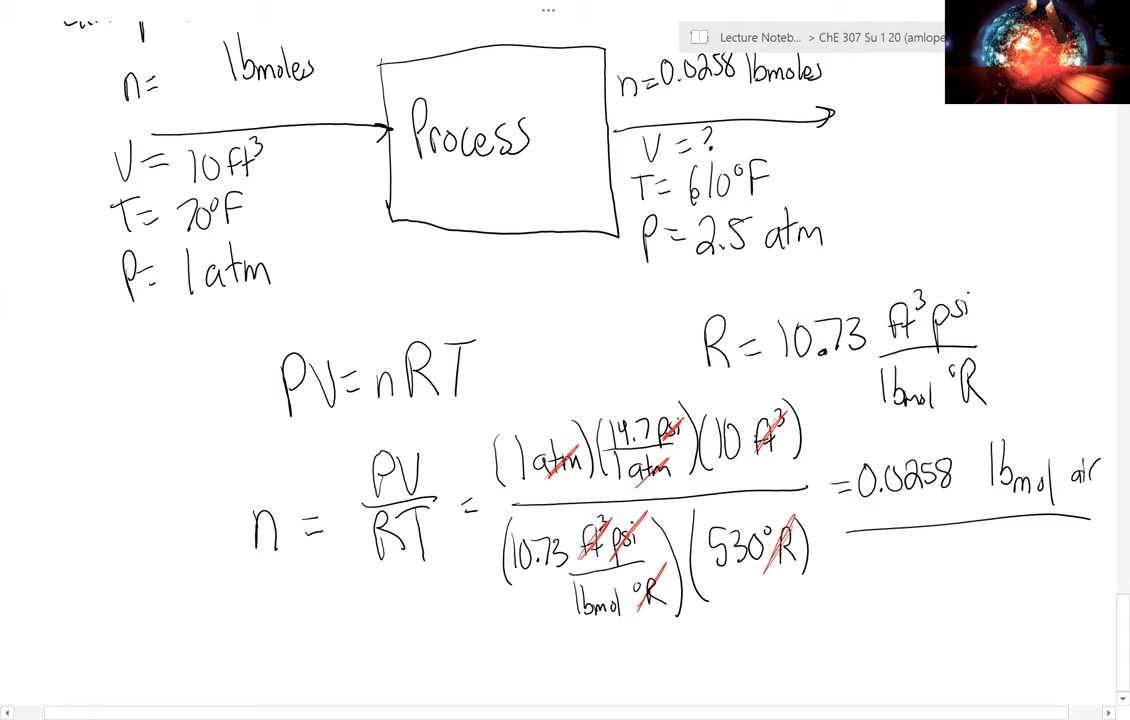 Lecture Noteb... > ChE 307 Su 1 20 (amlope
n= lbmoles
V = 10 ft³
T = 70°F
P = 1 atm
Process
n=0.0258 lbmoles
V = ?
T = 610°F
P = 2.5 atm
R = 10.73 ft³ psi / lbmol °R
PV = nRT
n = PV / RT = (1 atm)(14.7 psi / 1 atm)(10 ft³) / (10.73 ft³ psi / lbmol °R)(530°R) = 0.0258 lbmol air